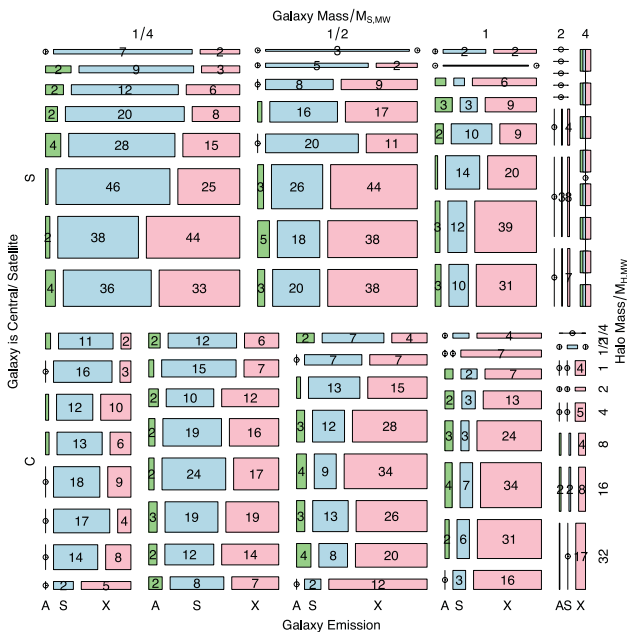 Galaxy Mass/M_S,MW
1/4 1/2 1 2 4
7 2 3 2 2
2 9 3 5 2
2 12 6 8 9 6
2 20 8 16 17 3 3 9
4 28 15 20 11 2 10 9 4
46 25 3 26 44 14 20 3 8
2 38 44 5 18 38 3 12 39
4 36 33 3 20 38 3 10 31 7
S
11 2 2 12 6 2 7 4 4 1/4
16 3 15 7 7 7 7 1/2
12 10 2 10 12 13 15 2 7 4 1
13 6 2 19 16 3 12 28 2 3 13 2
18 9 2 24 17 4 9 34 3 3 24 5 4
17 4 3 19 19 3 13 26 4 7 34 4 8
14 8 2 12 14 4 8 20 2 6 31 2 2 8 16
2 5 2 8 7 2 12 3 16 17 32
C
Galaxy is Central/ Satellite
Halo Mass/M_H,MW
A S X A S X A S X A S X A S X
Galaxy Emission